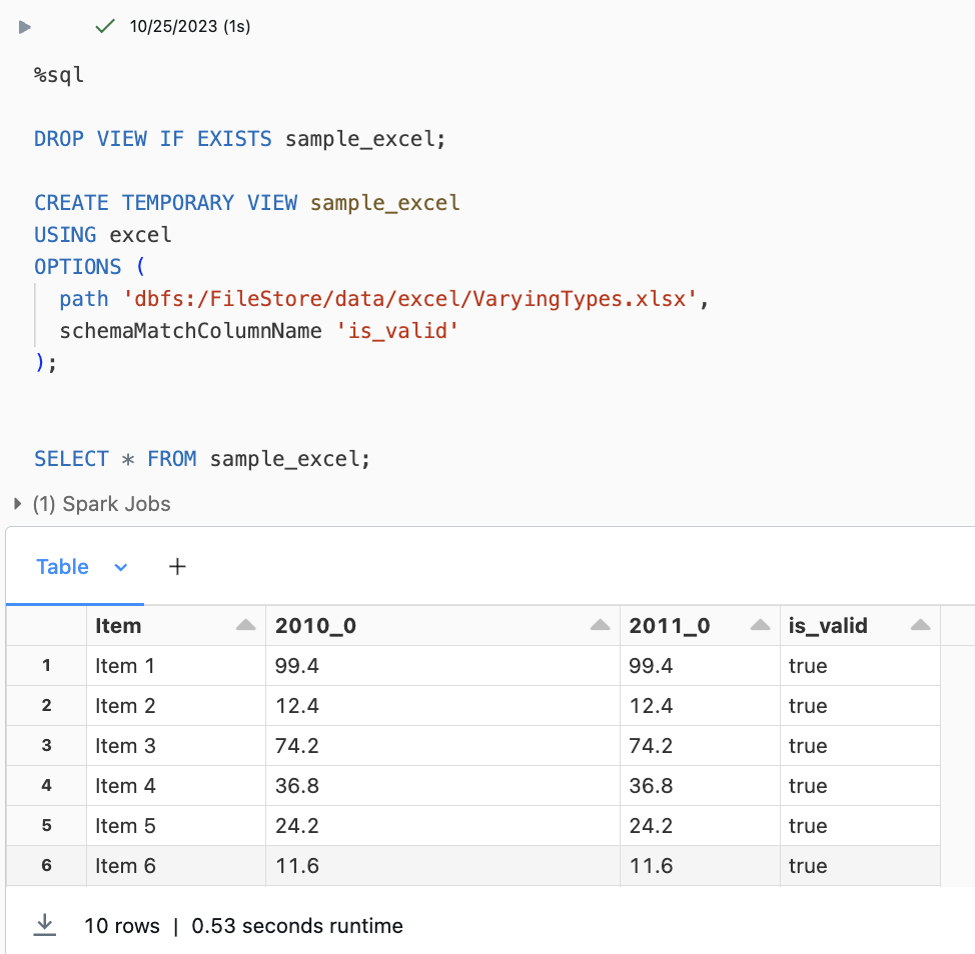 10/25/2023 (1s)
%sql
DROP VIEW IF EXISTS sample_excel;
CREATE TEMPORARY VIEW sample_excel
USING excel
OPTIONS (
path 'dbfs:/FileStore/data/excel/VaryingTypes.xlsx',
schemaMatchColumnName 'is_valid'
);
SELECT * FROM sample_excel;
(1) Spark Jobs
Table +
Item 2010_0 2011_0 is_valid
1 Item 1 99.4 99.4 true
2 Item 2 12.4 12.4 true
3 Item 3 74.2 74.2 true
4 Item 4 36.8 36.8 true
5 Item 5 24.2 24.2 true
6 Item 6 11.6 11.6 true
10 rows | 0.53 seconds runtime